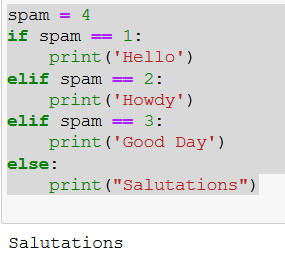 spam = 4
if spam == 1:
    print('Hello')
elif spam == 2:
    print('Howdy')
elif spam == 3:
    print('Good Day')
else:
    print("Salutations")
Salutations